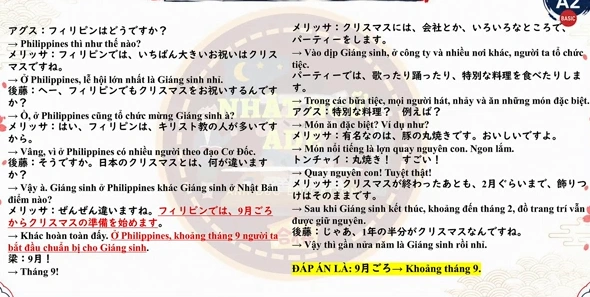 アグス：フィリピンはどうですか？
→ Philippines thì như thế nào?
メリッサ：フィリピンでは、いちばん大きいお祝いはクリス
マスですね。
→ Ở Philippines, lễ hội lớn nhất là Giáng sinh nhỉ.
後藤：へー、フィリピンでもクリスマスをお祝いするんです
か？
→ Ồ, ở Philippines cũng tổ chức mừng Giáng sinh à?
メリッサ：はい、フィリピンは、キリスト教の人が多いです
から。
→ Vâng, vì ở Philippines có nhiều người theo đạo Cơ Đốc.
後藤：そうですか。日本のクリスマスとは、何が違います
か？
→ Vậy à. Giáng sinh ở Philippines khác Giáng sinh ở Nhật Bản
điểm nào?
メリッサ：ぜんぜん違いますね。フィリピンでは、9月ごろ
からクリスマスの準備を始めます。
→ Khác hoàn toàn đấy. Ở Philippines, khoảng tháng 9 người ta
bắt đầu chuẩn bị cho Giáng sinh.
梁：9月！
→ Tháng 9!
メリッサ：クリスマスには、会社とか、いろいろなところで、
パーティーをします。
→ Vào dịp Giáng sinh, ở công ty và nhiều nơi khác, người ta tổ chức
tiệc.
パーティーでは、歌ったり踊ったり、特別な料理を食べたりしま
す。
→ Trong các bữa tiệc, mọi người hát, nhảy và ăn những món đặc biệt.
アグス：特別な料理？　例えば？
→ Món ăn đặc biệt? Ví dụ như?
メリッサ：有名なのは、豚の丸焼きです。おいしいですよ。
→ Món nổi tiếng là lợn quay nguyên con. Ngon lắm.
トンチャイ：丸焼き！　すごい！
→ Quay nguyên con! Tuyệt thật!
メリッサ：クリスマスが終わったあとも、2月ぐらいまで、飾りつ
けはそのままです。
→ Sau khi Giáng sinh kết thúc, khoảng đến tháng 2, đồ trang trí vẫn
được giữ nguyên.
後藤：じゃあ、1年の半分がクリスマスなんですね。
→ Vậy thì gần nửa năm là Giáng sinh rồi nhỉ.
ĐÁP ÁN LÀ: 9月ごろ→ Khoảng tháng 9.
A2
BASIC